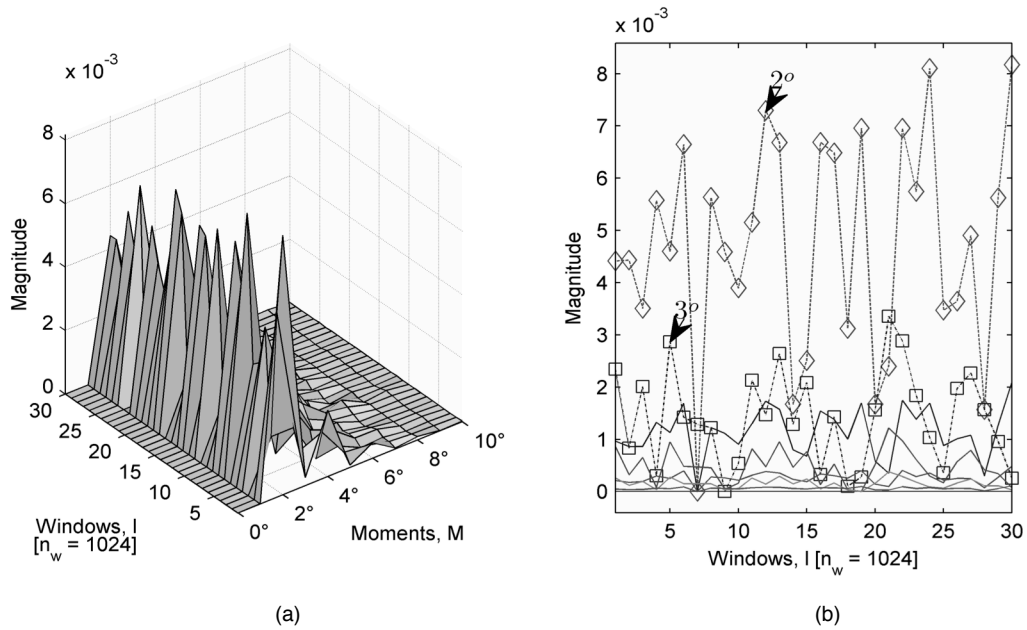 x 10⁻³
8
6
4
2
0
Magnitude
30
25
20
15
10
5
Windows, I
[n_w = 1024]
0°
2°
4°
6°
8°
10°
Moments, M
(a)
x 10⁻³
8
7
6
5
4
3
2
1
0
Magnitude
2º
3º
5
10
15
20
25
30
Windows, I [n_w = 1024]
(b)